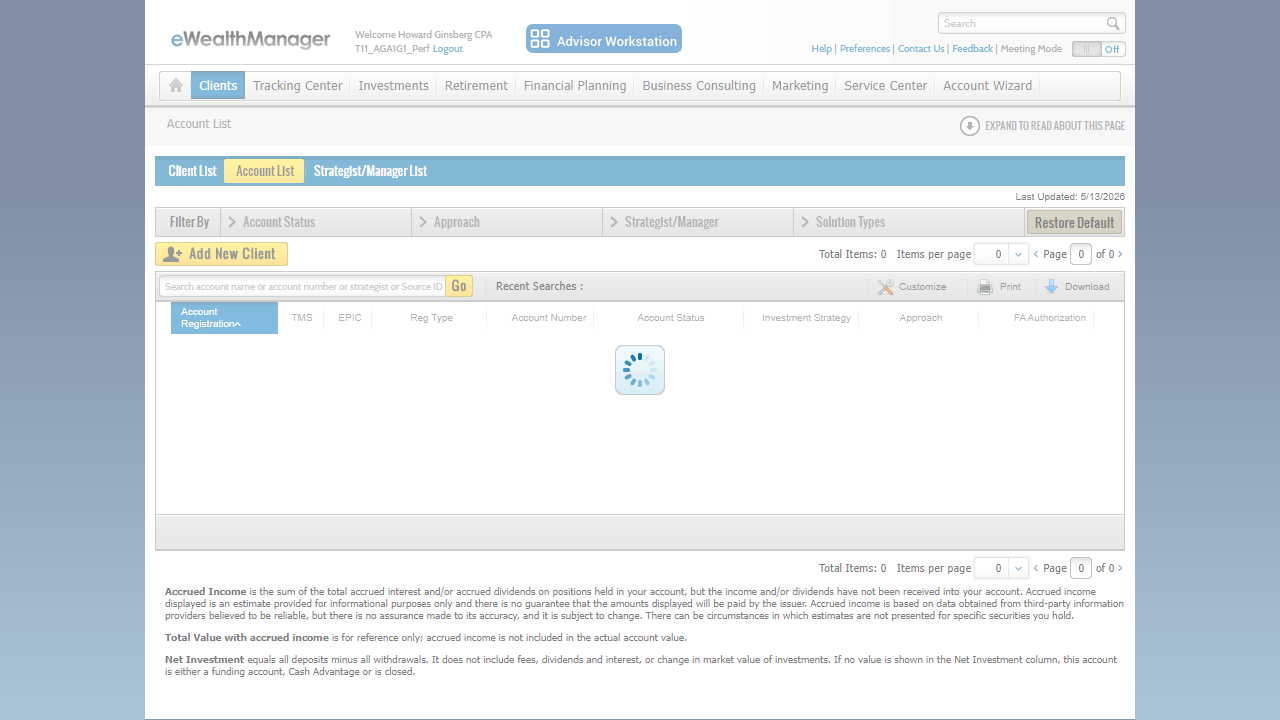 eWealthManager
Welcome Howard Ginsberg CPA
T11_AGA1G1_Perf Logout
Advisor Workstation
Search
Help | Preferences | Contact Us | Feedback | Meeting Mode Off
Clients Tracking Center Investments Retirement Financial Planning Business Consulting Marketing Service Center Account Wizard
Account List
EXPAND TO READ ABOUT THIS PAGE
Client List Account List Strategist/Manager List
Last Updated: 5/13/2026
Filter By Account Status Approach Strategist/Manager Solution Types Restore Default
Add New Client
Total Items: 0 Items per page 0 Page 0 of 0
Search account name or account number or strategist or Source ID Go Recent Searches : Customize Print Download
Account
Registration TMS EPIC Reg Type Account Number Account Status Investment Strategy Approach FA Authorization
Total Items: 0 Items per page 0 Page 0 of 0
Accrued Income is the sum of the total accrued interest and/or accrued dividends on positions held in your account, but the income and/or dividends have not been received into your account. Accrued income
displayed is an estimate provided for informational purposes only and there is no guarantee that the amounts displayed will be paid by the issuer. Accrued income is based on data obtained from third-party information
providers believed to be reliable, but there is no assurance made to its accuracy, and it is subject to change. There can be circumstances in which estimates are not presented for specific securities you hold.
Total Value with accrued income is for reference only; accrued income is not included in the actual account value.
Net Investment equals all deposits minus all withdrawals. It does not include fees, dividends and interest, or change in market value of investments. If no value is shown in the Net Investment column, this account
is either a funding account, Cash Advantage or is closed.